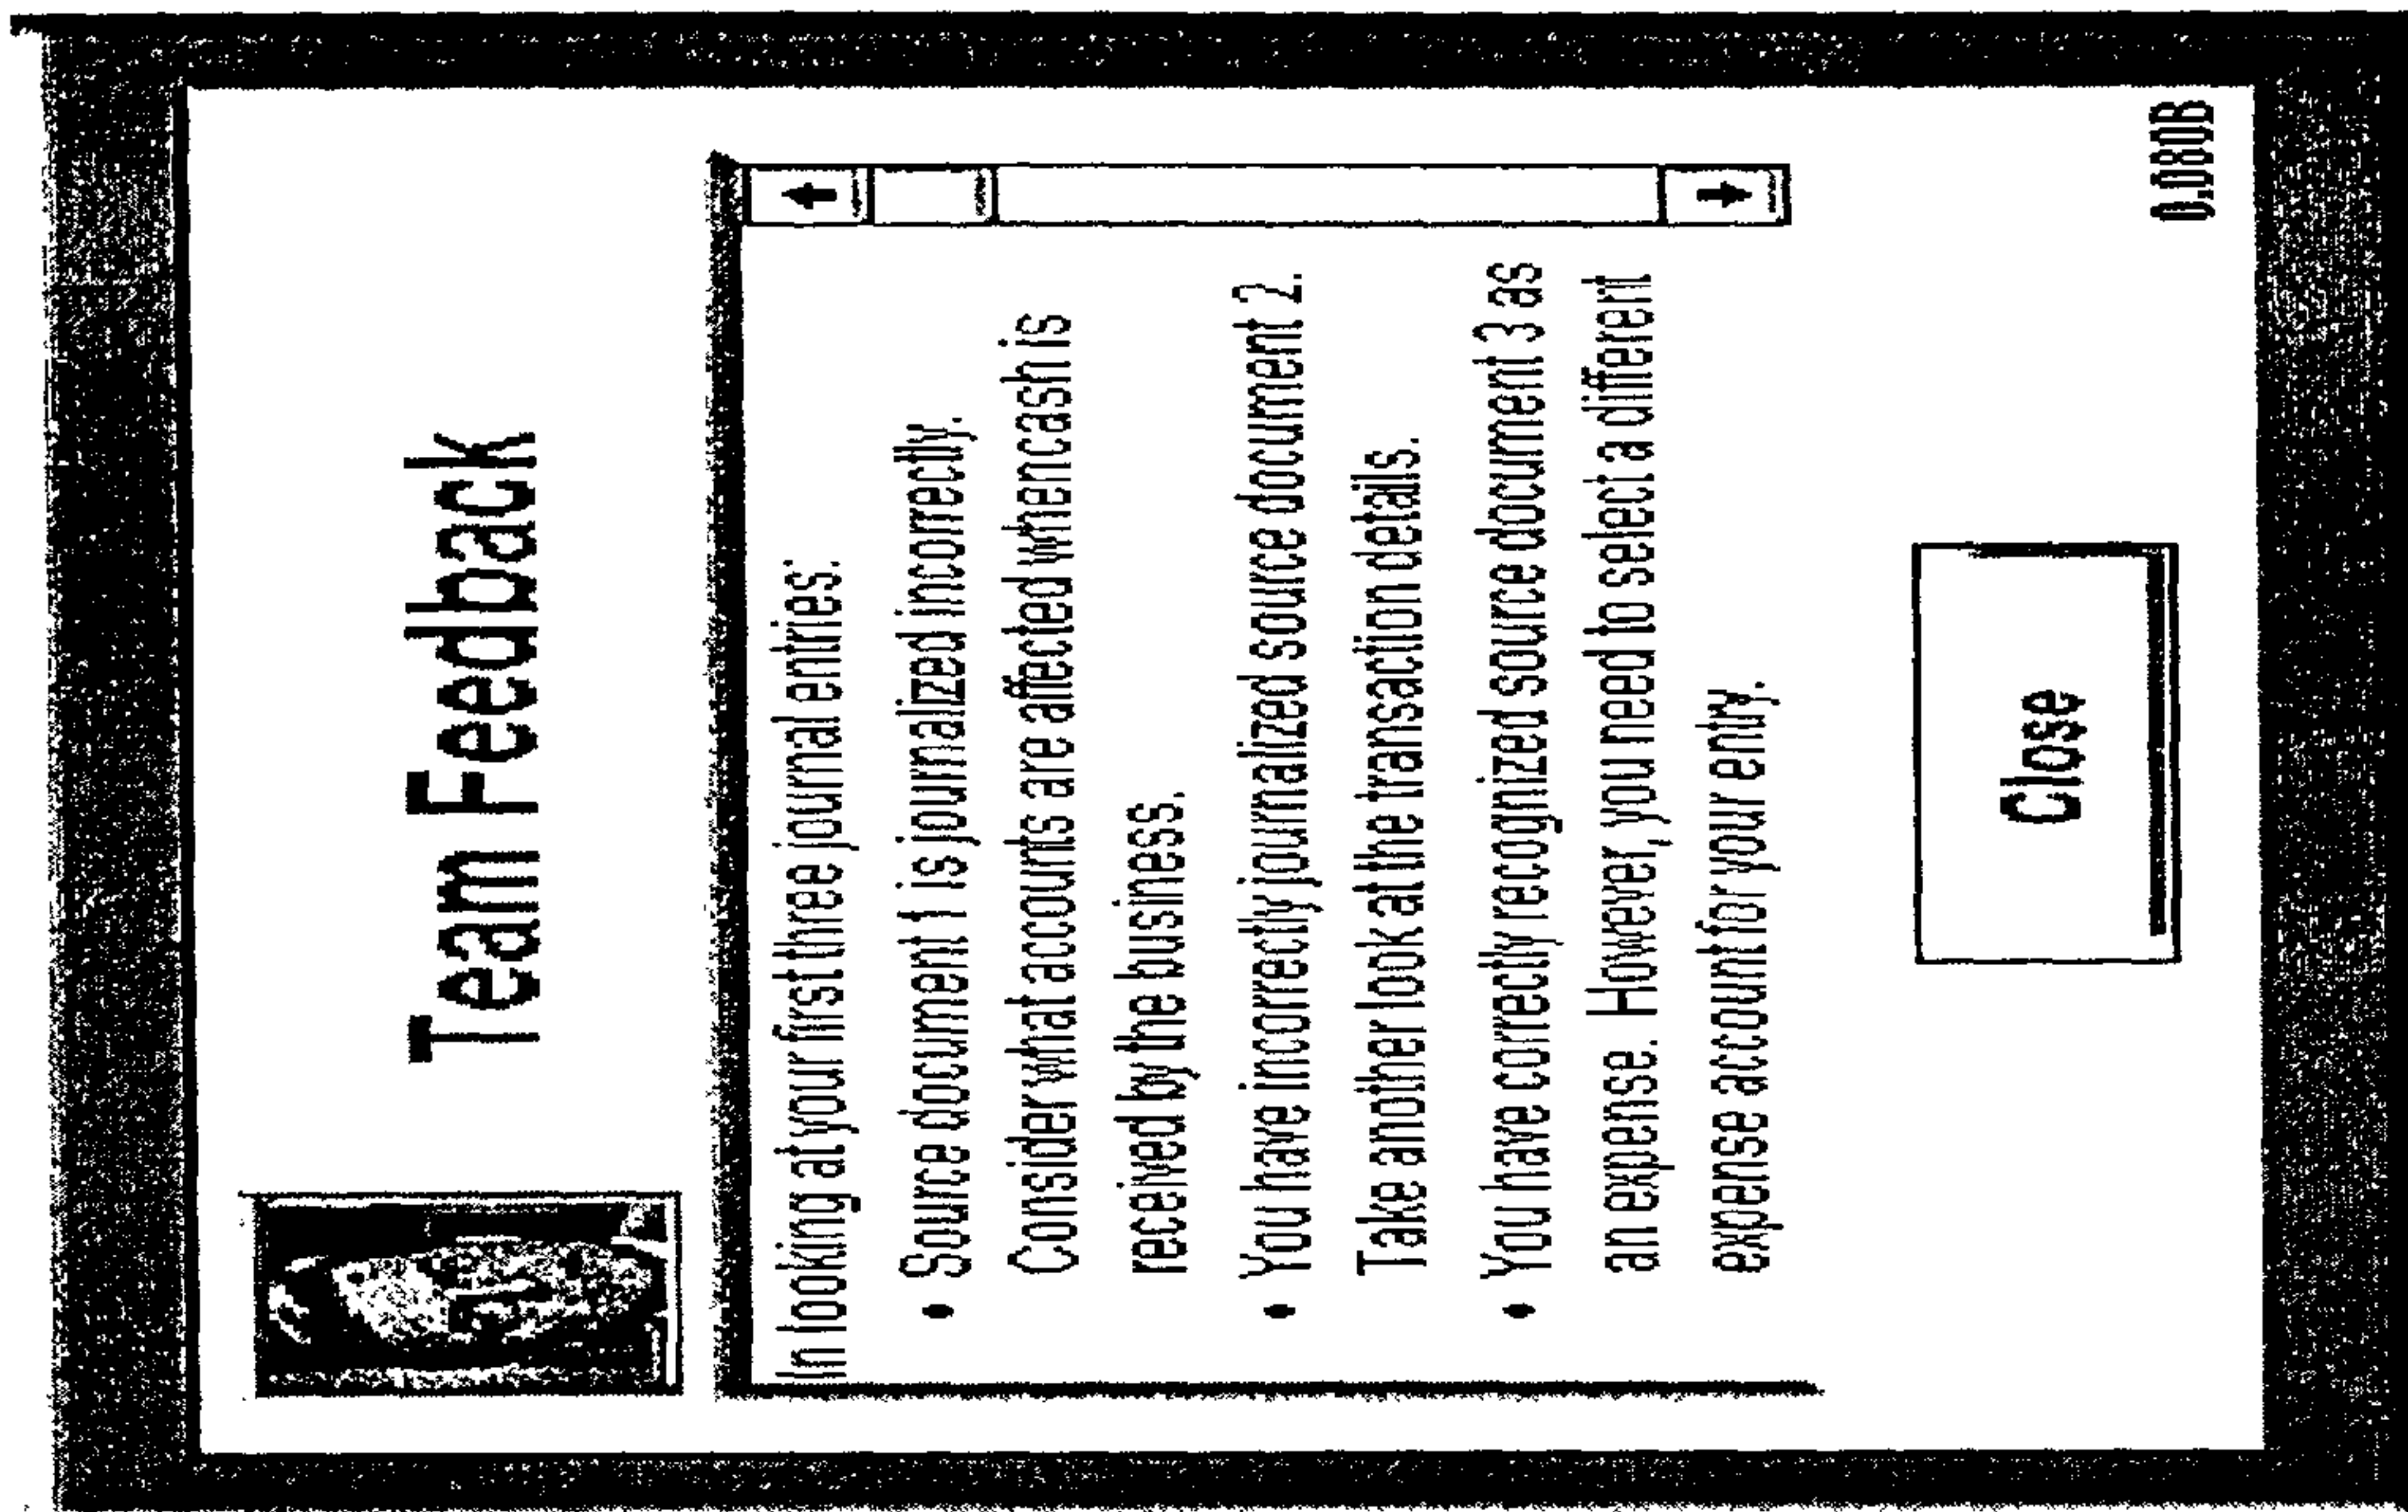 Team Feedback
In looking at your first three journal entries:
• Source document 1 is journalized incorrectly.
Consider what accounts are affected when cash is
received by the business.
• You have incorrectly journalized source document 2.
Take another look at the transaction details.
• You have correctly recognized source document 3 as
an expense. However, you need to select a different
expense account for your entry.
Close
0.080B